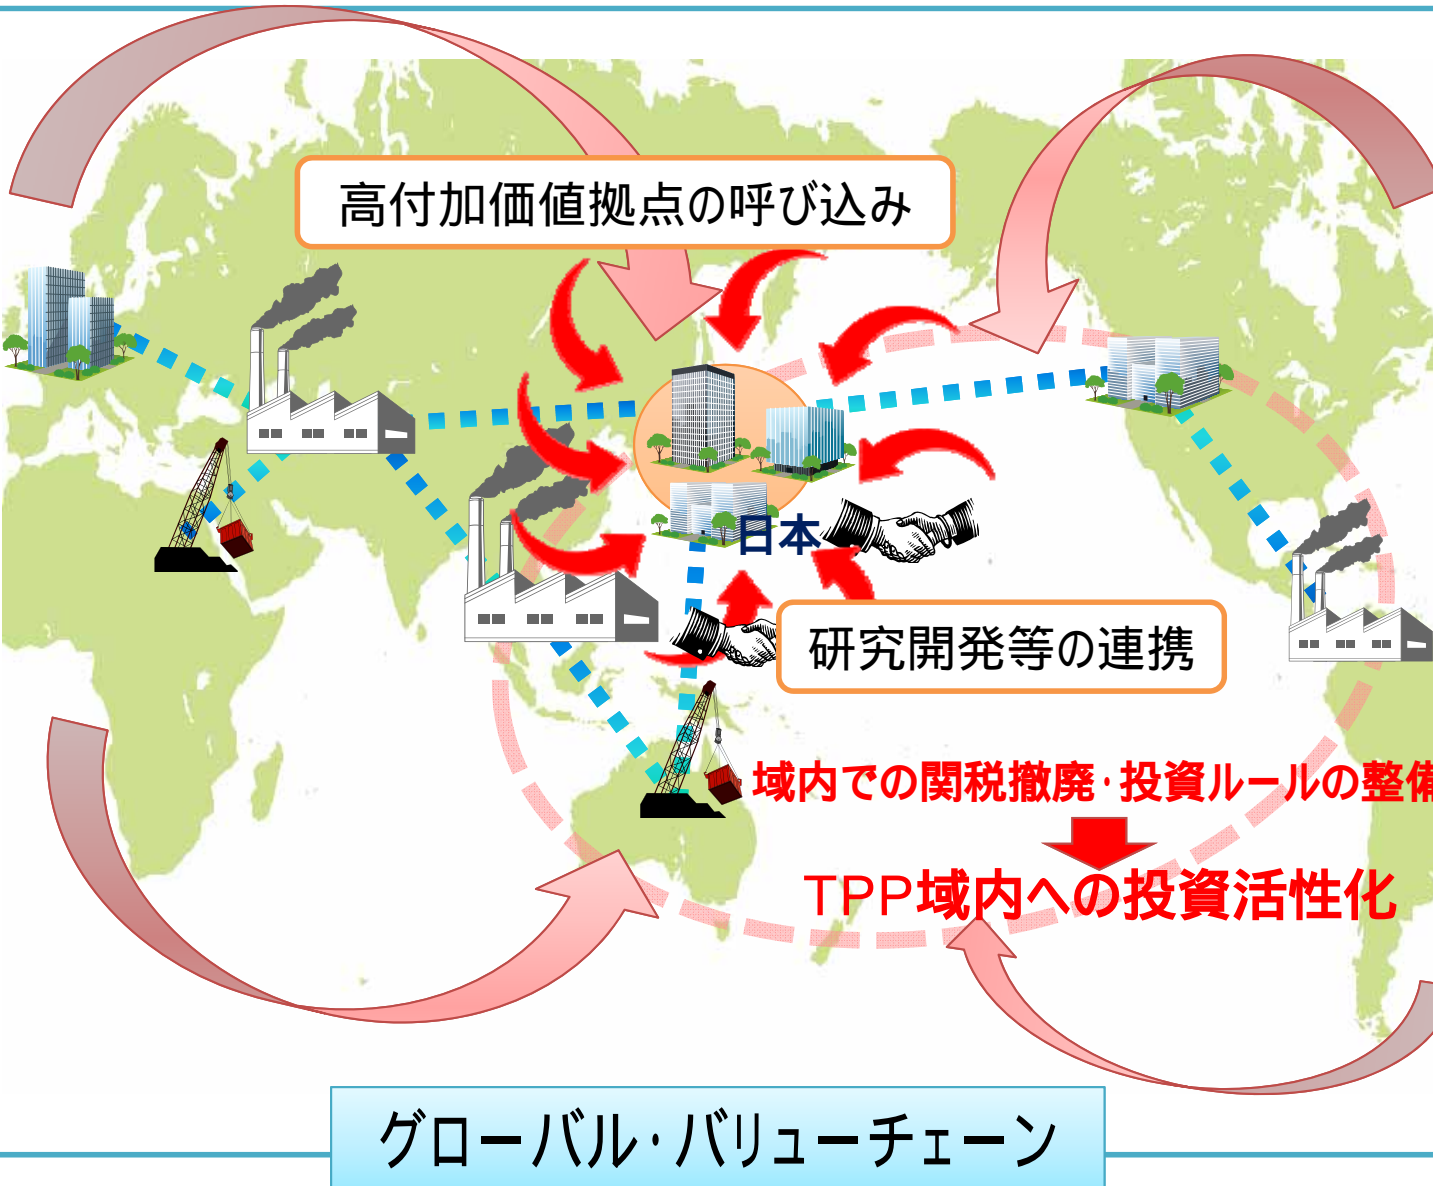 高付加価値拠点の呼び込み
日本
研究開発等の連携
域内での関税撤廃・投資ルールの整備
TPP域内への投資活性化
グローバル・バリューチェーン